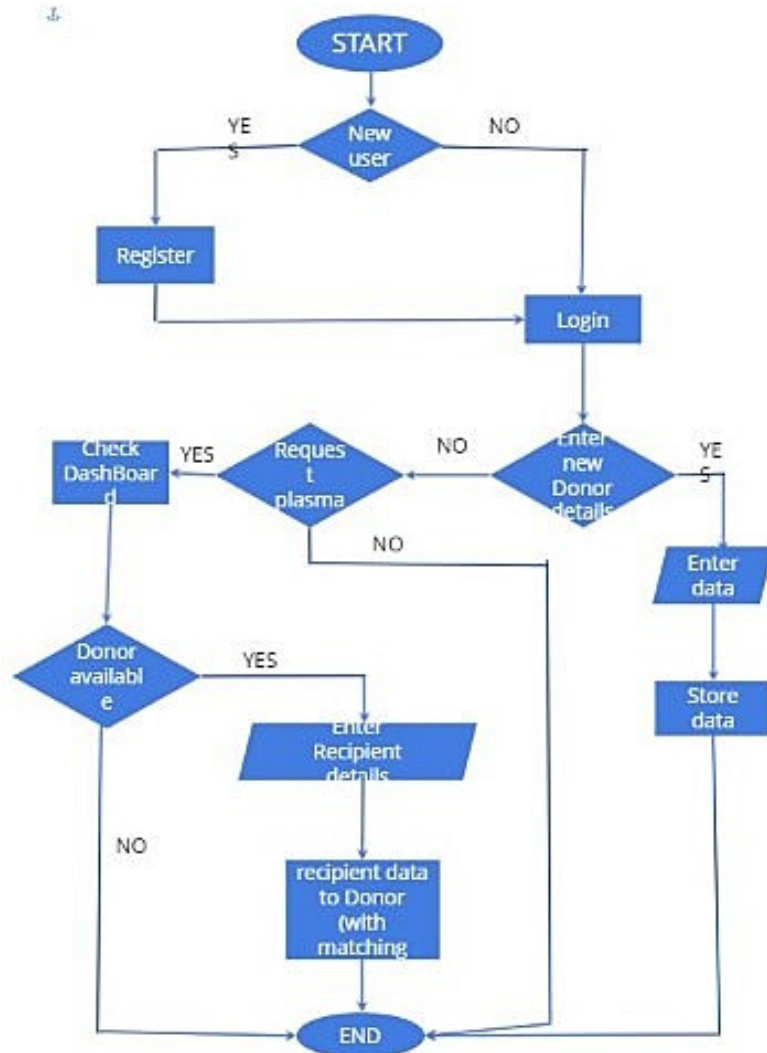 START
New
user
YE
S
NO
Register
Login
Enter
new
Donor
details
YE
S
NO
Reques
t
plasma
YES
Check
DashBoar
d
NO
Enter
data
Store
data
Donor
availabl
e
YES
Enter
Recipient
details
NO
recipient data
to Donor
(with
matching
END